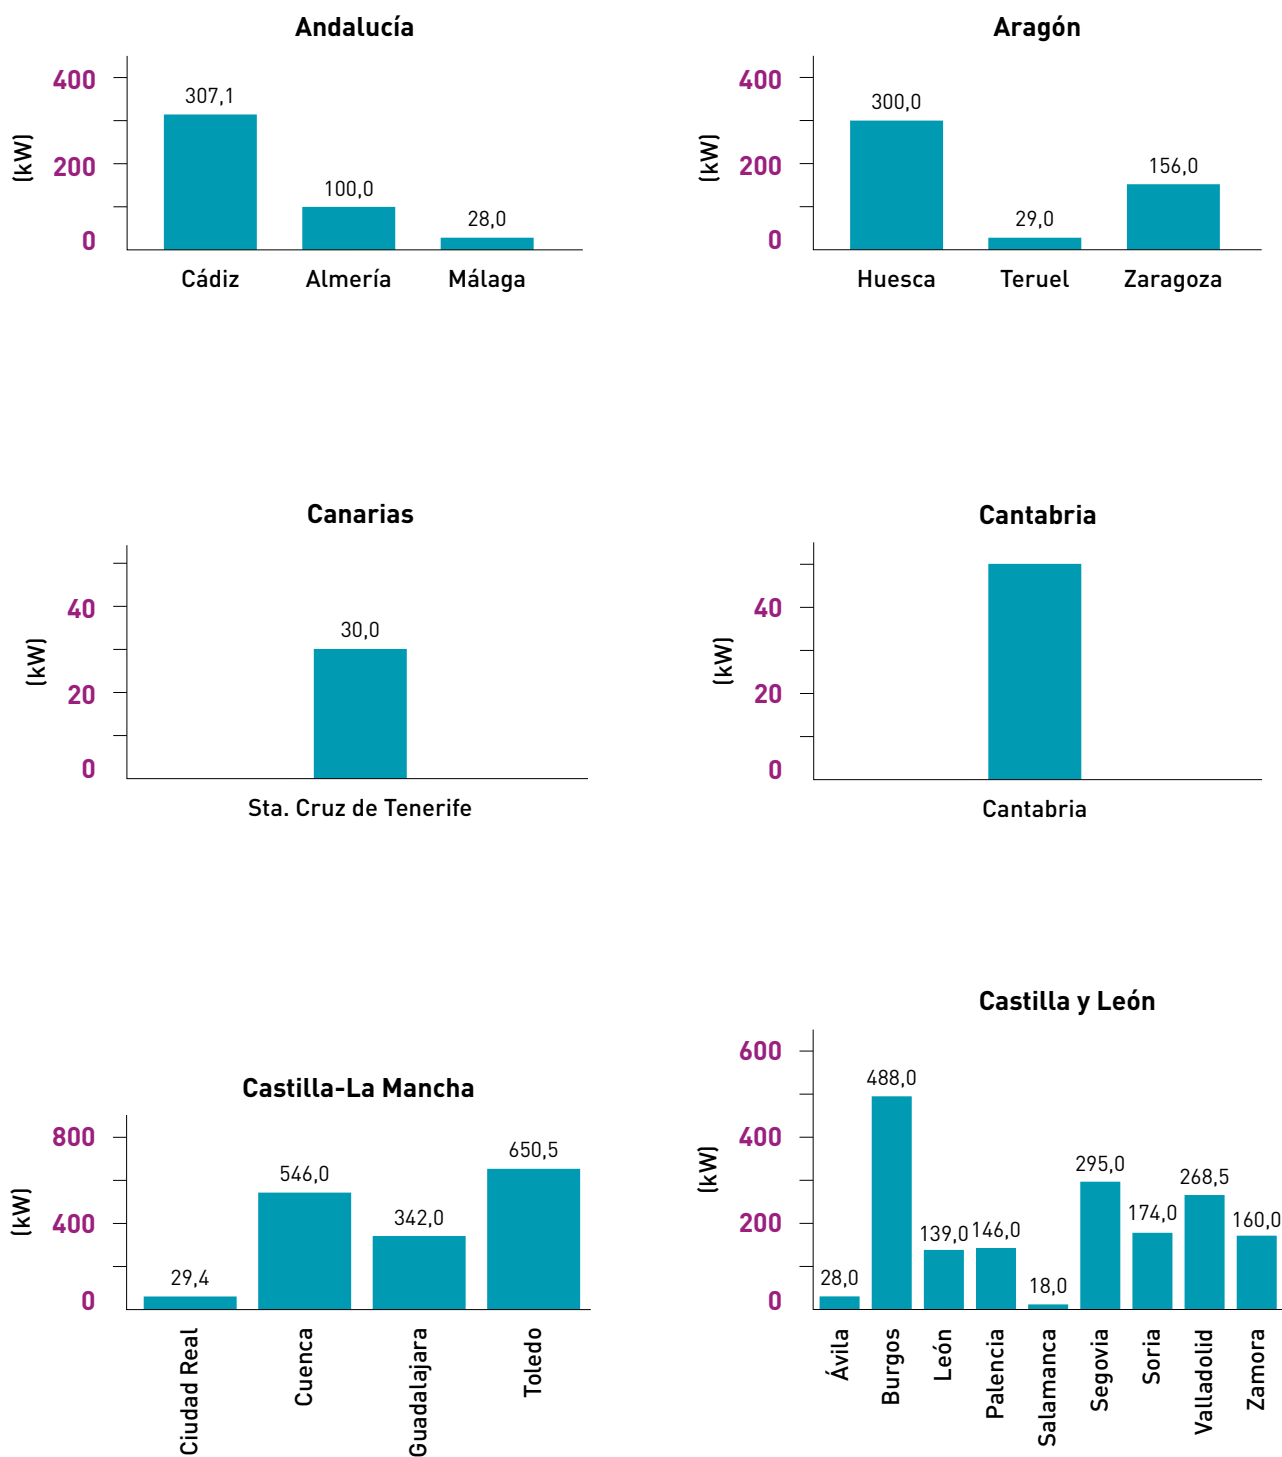 Andalucía
400
200
0
(kW)
307,1
100,0
28,0
Cádiz
Almería
Málaga
Aragón
400
200
0
(kW)
300,0
29,0
156,0
Huesca
Teruel
Zaragoza
Canarias
40
20
0
(kW)
30,0
Sta. Cruz de Tenerife
Cantabria
40
20
0
(kW)
Cantabria
Castilla-La Mancha
800
400
0
(kW)
29,4
546,0
342,0
650,5
Ciudad Real
Cuenca
Guadalajara
Toledo
Castilla y León
600
400
200
0
(kW)
28,0
488,0
139,0
146,0
18,0
295,0
174,0
268,5
160,0
Ávila
Burgos
León
Palencia
Salamanca
Segovia
Soria
Valladolid
Zamora